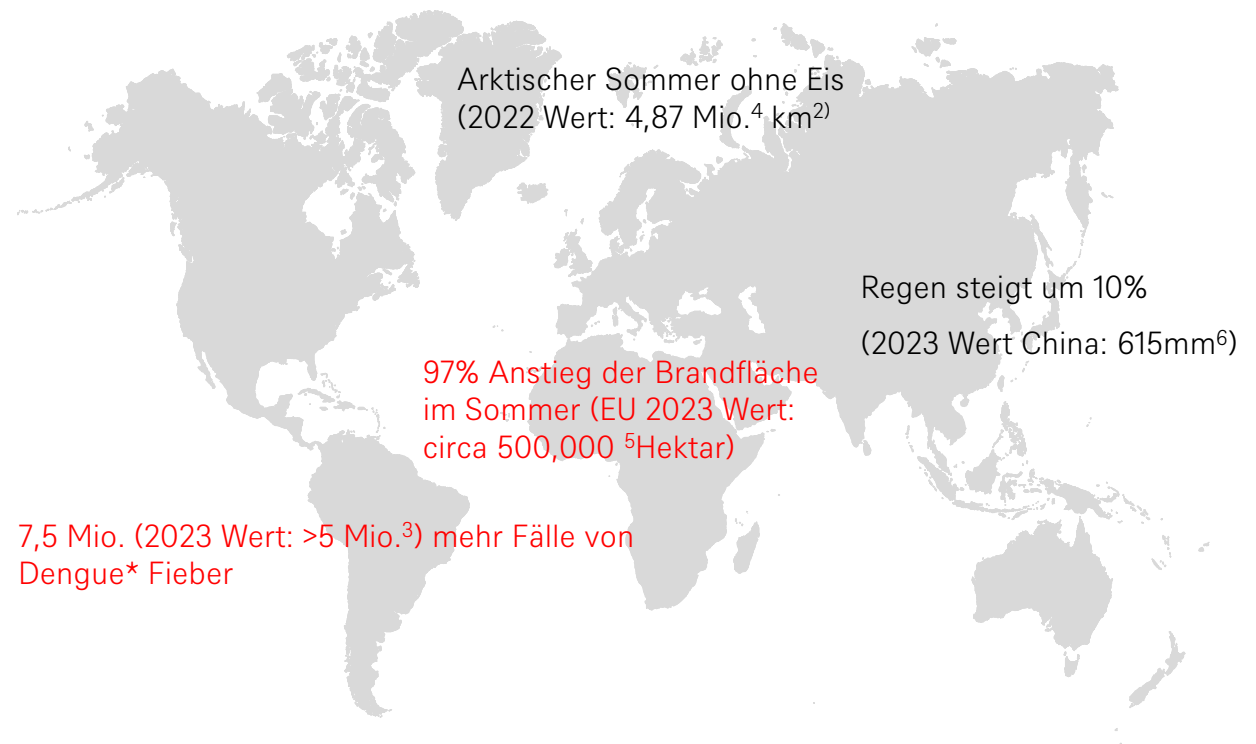 Arktischer Sommer ohne Eis
(2022 Wert: 4,87 Mio.⁴ km²⁾
Regen steigt um 10%
(2023 Wert China: 615mm⁶)
97% Anstieg der Brandfläche
im Sommer (EU 2023 Wert:
circa 500,000 ⁵Hektar)
7,5 Mio. (2023 Wert: >5 Mio.³) mehr Fälle von
Dengue* Fieber